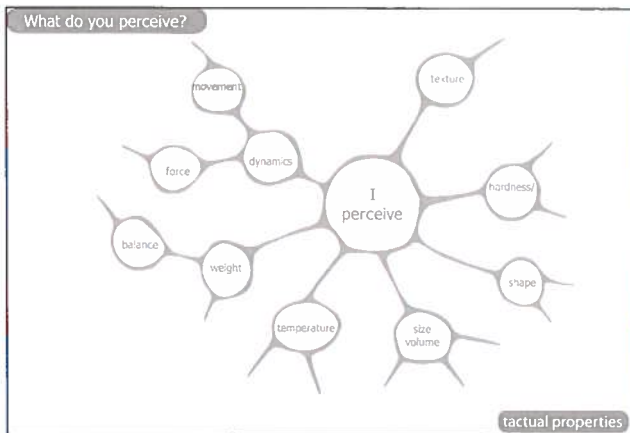 What do you perceive?
movement
texture
dynamics
force
I
perceive
hardness/
balance
weight
shape
temperature
size
volume
tactual properties